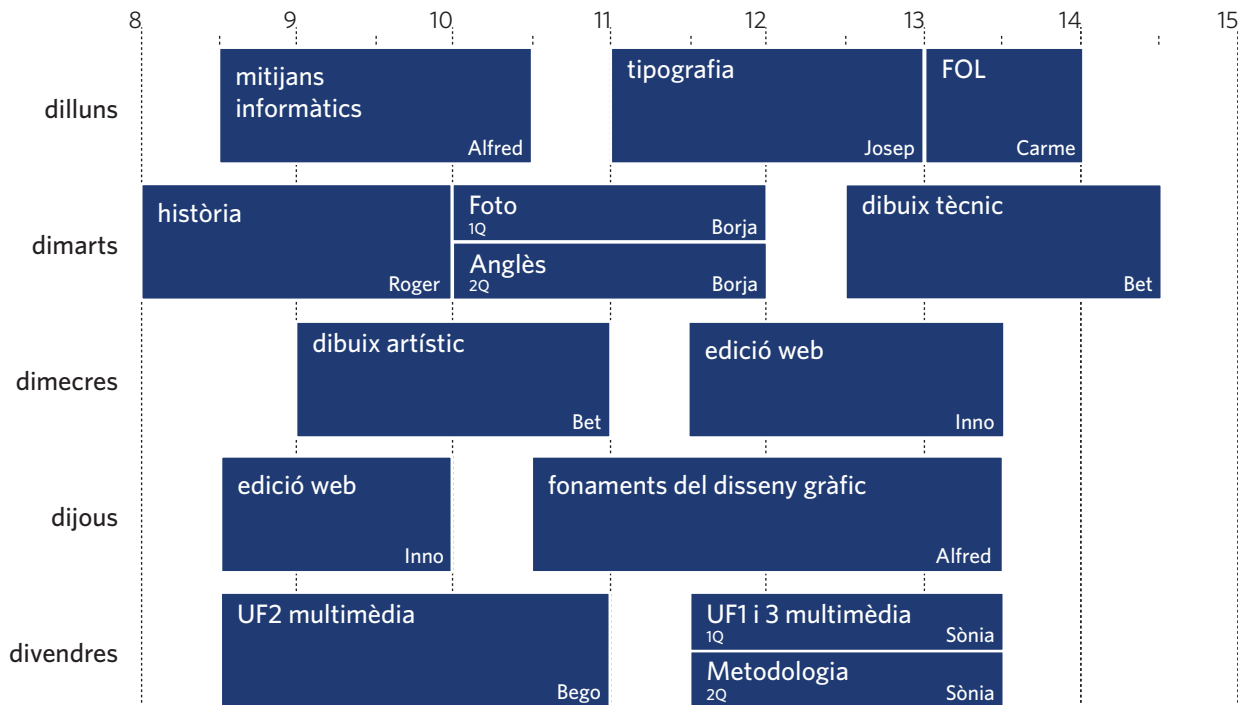 8 9 10 11 12 13 14 15
dilluns
mitijans
informàtics
Alfred
tipografia
Josep
FOL
Carme
dimarts
història
Roger
Foto
1Q Borja
Anglès
2Q Borja
dibuix tècnic
Bet
dimecres
dibuix artístic
Bet
edició web
Inno
dijous
edició web
Inno
fonaments del disseny gràfic
Alfred
divendres
UF2 multimèdia
Bego
UF1 i 3 multimèdia
1Q Sònia
Metodologia
2Q Sònia